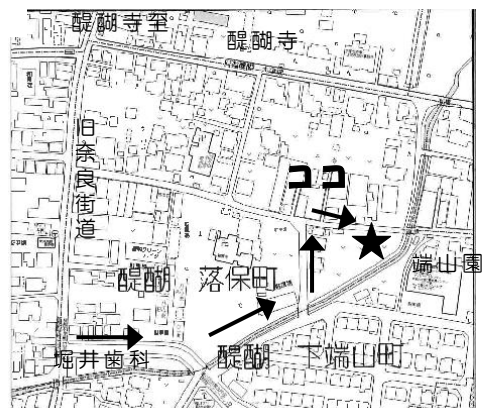 醍醐寺至
醍醐寺
旧奈良街道
ココ
端山園
醍醐 落保町
堀井歯科
醍醐 下端山町